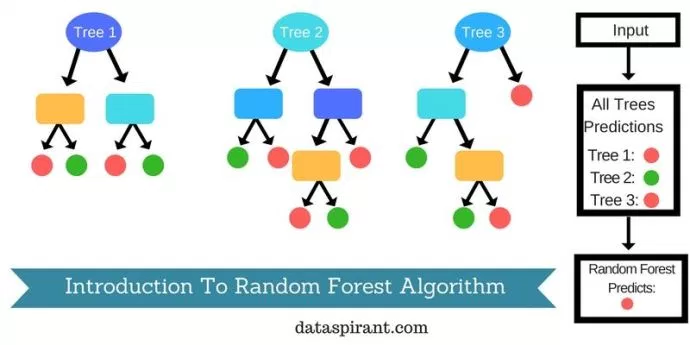 Tree 1
Tree 2
Tree 3
Input
All Trees
Predictions
Tree 1:
Tree 2:
Tree 3:
Random Forest
Predicts:
Introduction To Random Forest Algorithm
dataspirant.com